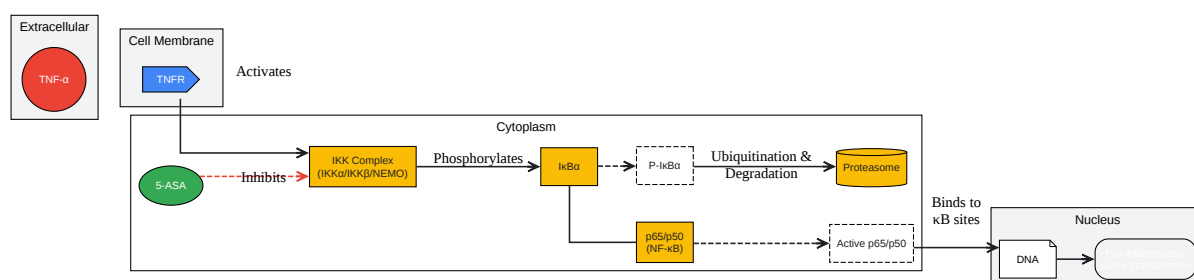 Extracellular
TNF-α
Cell Membrane
TNFR
Activates
Cytoplasm
5-ASA
Inhibits
IKK Complex
(IKKα/IKKβ/NEMO)
Phosphorylates
IκBα
P-IκBα
Ubiquitination &
Degradation
Proteasome
p65/p50
(NF-κB)
Active p65/p50
Binds to
κB sites
Nucleus
DNA